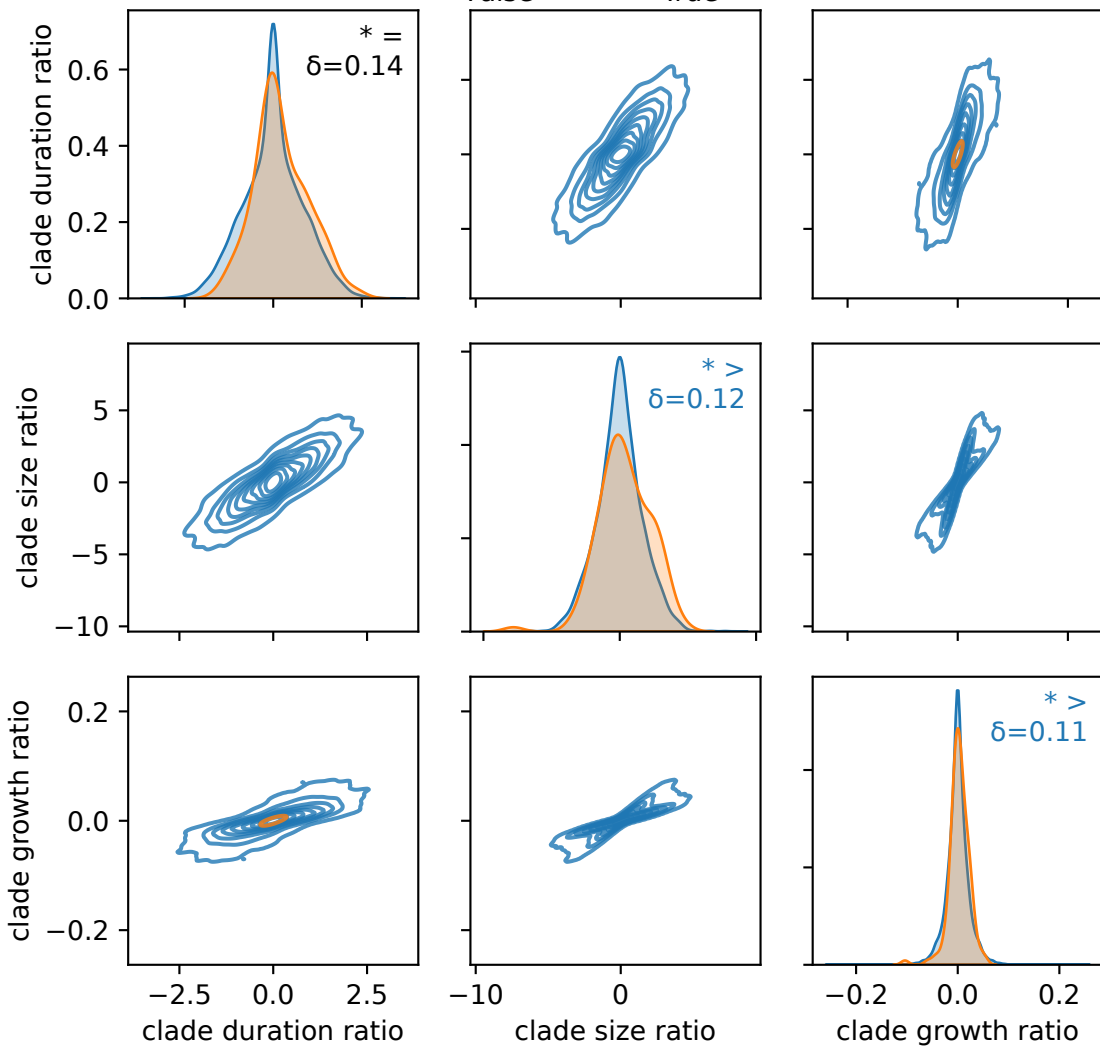 clade duration ratio
0.6
0.4
0.2
0.0
* =
δ=0.14
clade size ratio
5
0
−5
−10
* >
δ=0.12
clade growth ratio
0.2
0.0
−0.2
* >
δ=0.11
−2.5 0.0 2.5
−10 0
−0.2 0.0 0.2
clade duration ratio
clade size ratio
clade growth ratio